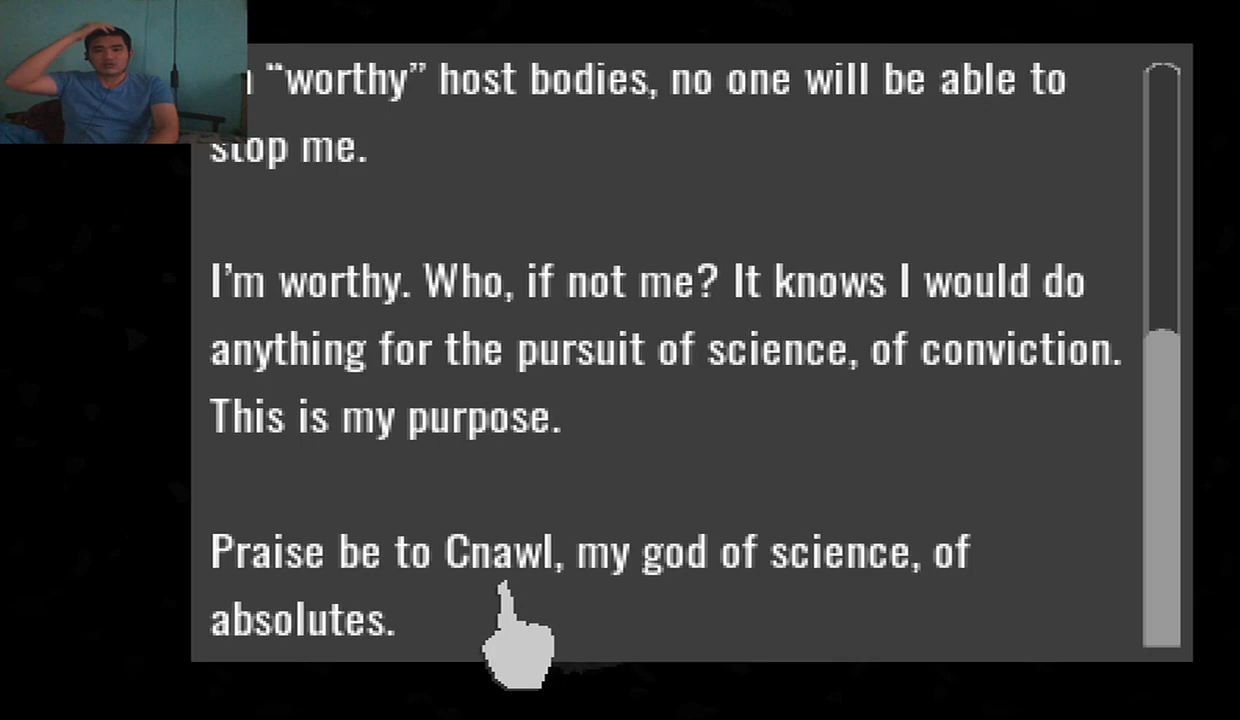 “worthy” host bodies, no one will be able to
stop me.
I’m worthy. Who, if not me? It knows I would do
anything for the pursuit of science, of conviction.
This is my purpose.
Praise be to Cnawl, my god of science, of
absolutes.